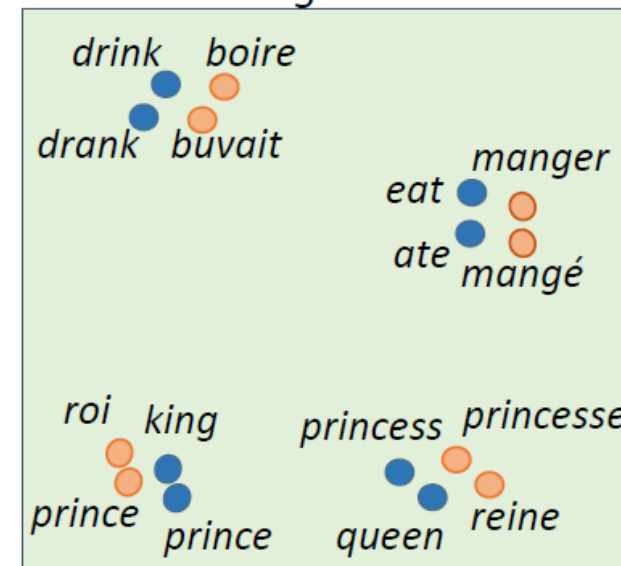 drink boire
drank buvait
manger
eat
ate
mangé
roi king
prince
prince
princess princesse
queen reine